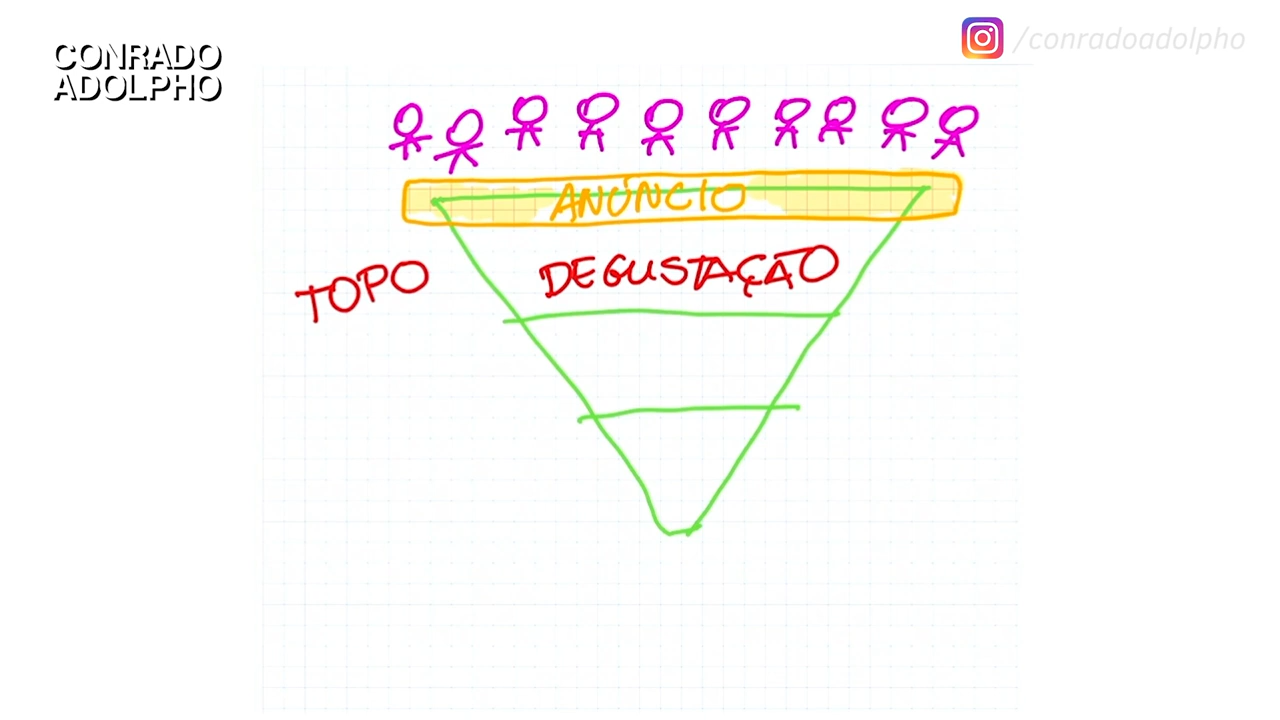 CONRADO
ADOLPHO
/conradoadolpho
ANÚNCIO
DEGUSTAÇÃO
TOPO